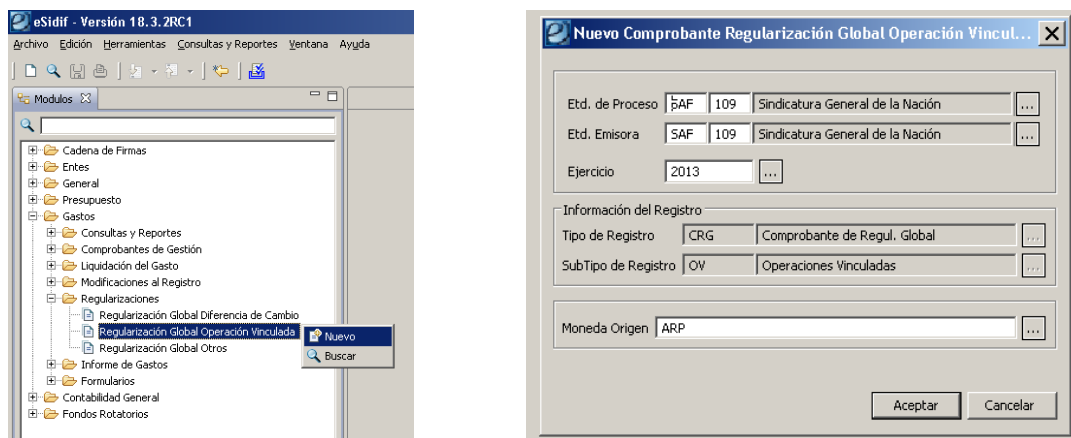 eSidif - Versión 18.3.2RC1
Archivo Edición Herramientas Consultas y Reportes Ventana Ayuda
Modulos
Cadena de Firmas
Entes
General
Presupuesto
Gastos
Consultas y Reportes
Comprobantes de Gestión
Liquidación del Gasto
Modificaciones al Registro
Regularizaciones
Regularización Global Diferencia de Cambio
Regularización Global Operación Vinculada
Nuevo
Regularización Global Otros
Buscar
Informe de Gastos
Formularios
Contabilidad General
Fondos Rotatorios
Nuevo Comprobante Regularización Global Operación Vincul...
Etd. de Proceso SAF 109 Sindicatura General de la Nación ...
Etd. Emisora SAF 109 Sindicatura General de la Nación ...
Ejercicio 2013 ...
Información del Registro
Tipo de Registro CRG Comprobante de Regul. Global ...
SubTipo de Registro OV Operaciones Vinculadas ...
Moneda Origen ARP ...
Aceptar Cancelar